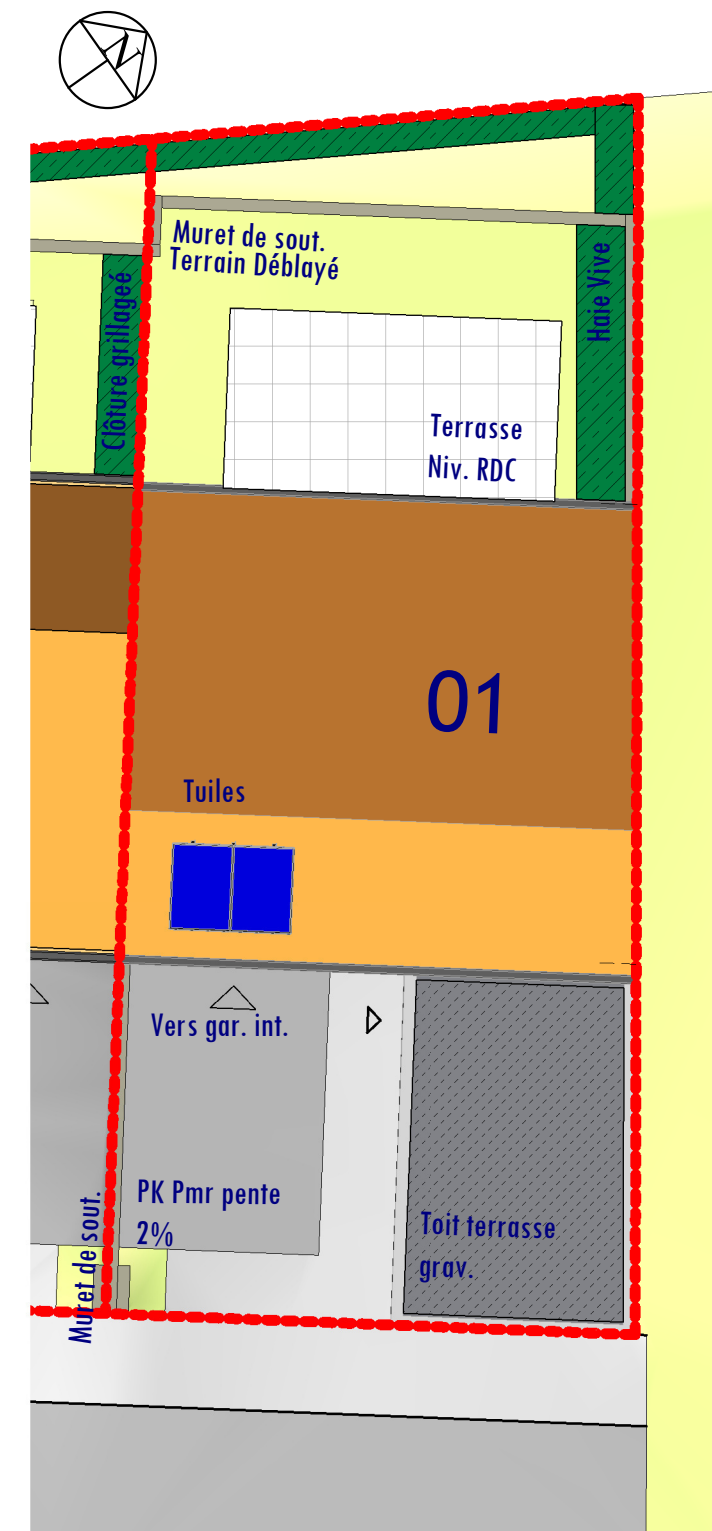 N
Muret de sout.
Terrain Déblayé
Haie Vive
Clôture grillageé
Terrasse
Niv. RDC
01
Tuiles
Vers gar. int.
PK Pmr pente
2%
Muret de sout.
Toit terrasse
grav.